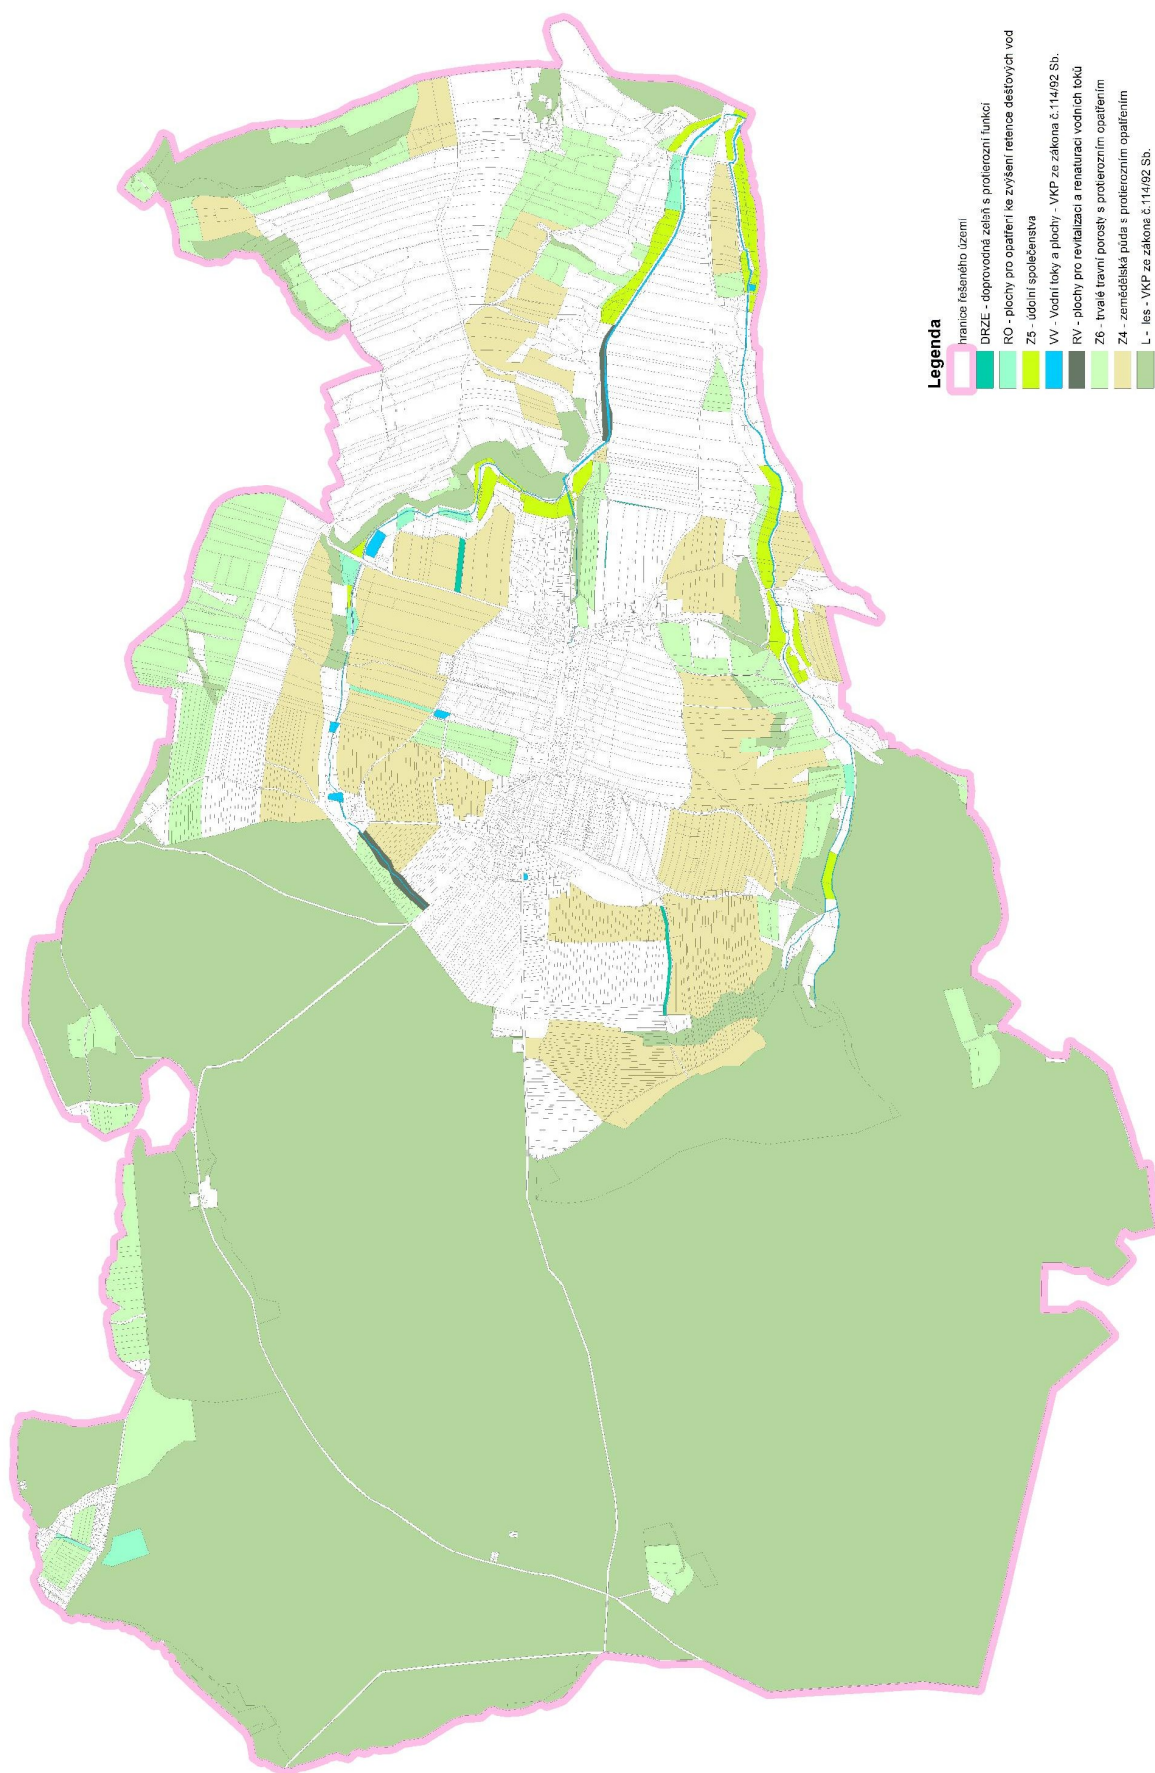 Legenda
hranice řešeného území
DRZE - doprovodná zeleň s protierozní funkcí
RO - plochy pro opatření ke zvýšení retence dešťových vod
Z5 - údolní společenstva
VV - Vodní toky a plochy - VKP ze zákona č.114/92 Sb.
RV - plochy pro revitalizaci a renaturaci vodních toků
Z6 - trvalé travní porosty s protierozním opatřením
Z4 - zemědělská půda s protierozním opatřením
L - les - VKP ze zákona č.114/92 Sb.